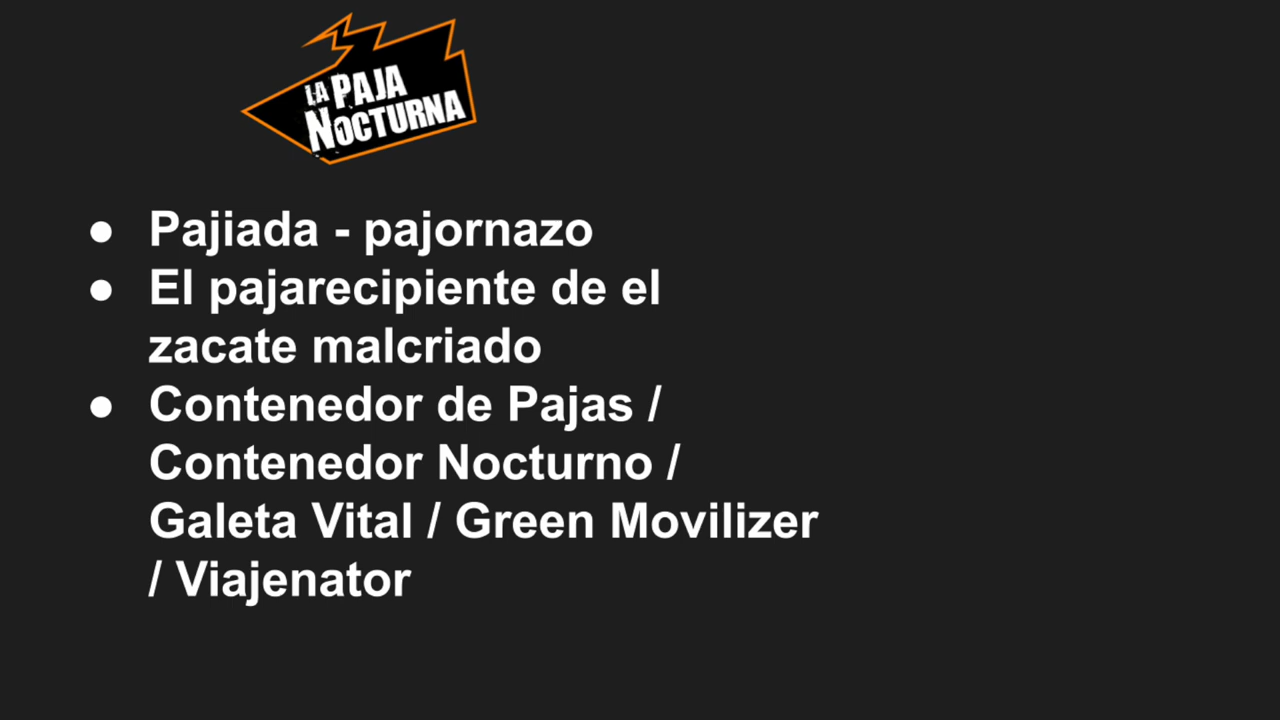 LA PAJA
NOCTURNA
● Pajiada - pajornazo
● El pajarecipiente de el
zacate malcriado
● Contenedor de Pajas /
Contenedor Nocturno /
Galeta Vital / Green Movilizer
/ Viajenator